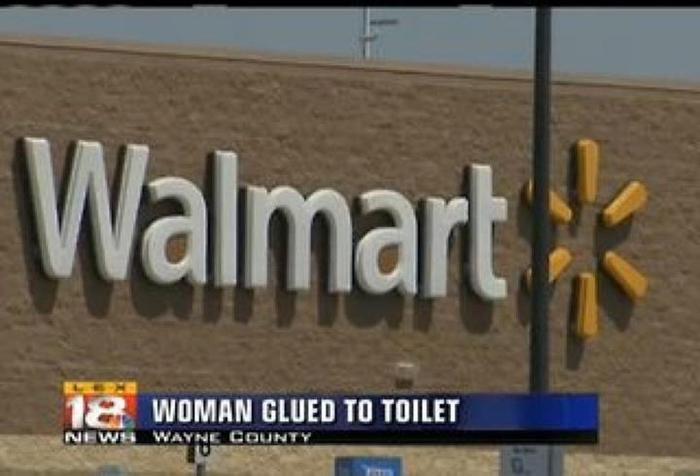 Walmart
LEX
18
NEWS
WOMAN GLUED TO TOILET
WAYNE COUNTY